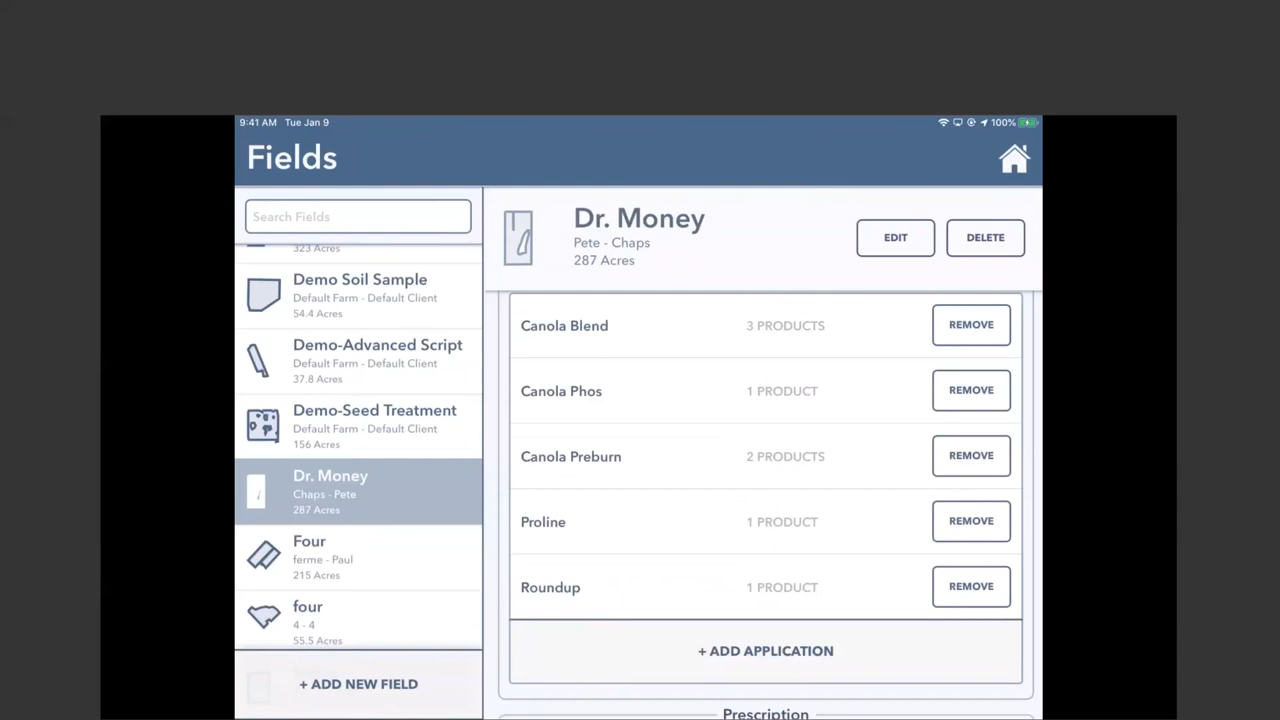 9:41 AM Tue Jan 9
100%
Fields
Search Fields
323 Acres
Demo Soil Sample
Default Farm - Default Client
54.4 Acres
Demo-Advanced Script
Default Farm - Default Client
37.8 Acres
Demo-Seed Treatment
Default Farm - Default Client
156 Acres
Dr. Money
Chaps - Pete
287 Acres
Four
ferme - Paul
215 Acres
four
4 - 4
55.5 Acres
+ ADD NEW FIELD
Dr. Money
Pete - Chaps
287 Acres
EDIT
DELETE
Canola Blend 3 PRODUCTS REMOVE
Canola Phos 1 PRODUCT REMOVE
Canola Preburn 2 PRODUCTS REMOVE
Proline 1 PRODUCT REMOVE
Roundup 1 PRODUCT REMOVE
+ ADD APPLICATION
Prescription